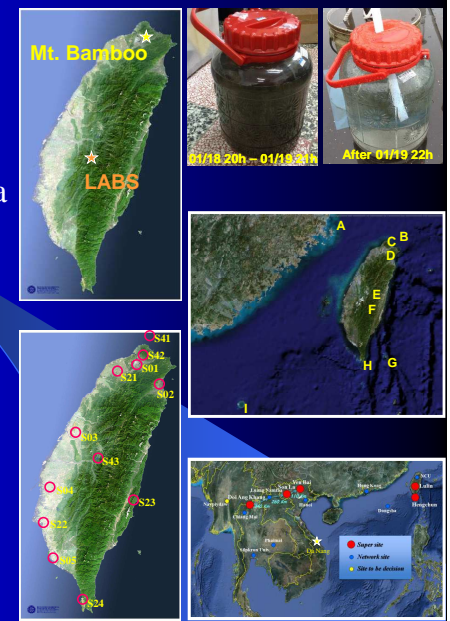 Mt. Bamboo
LABS
01/18 20h – 01/19 21h
After 01/19 22h
a
A
B
C
D
E
F
G
H
I
S41
S42
S01
S21
S02
S03
S43
S23
S22
S05
S24
NCU
Lulin
Hengchun
Hong Kong
Dongsha
Yen Bai
Son La
Luang Namtha
Hanoi
Doi Ang Khang
Chiang Mai
Phimai
Da Nang
Super site
Network site
Site to be decision